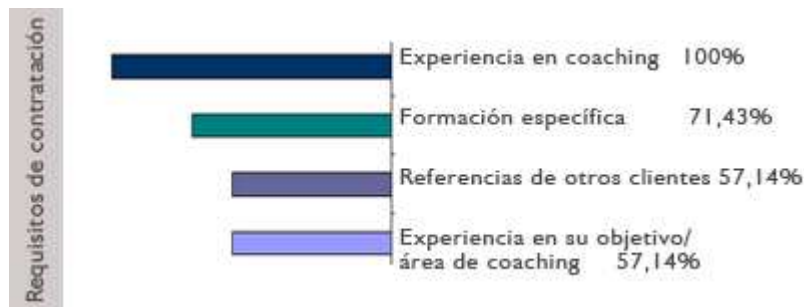 Requisitos de contratación
Experiencia en coaching 100%
Formación específica 71,43%
Referencias de otros clientes 57,14%
Experiencia en su objetivo/
área de coaching 57,14%